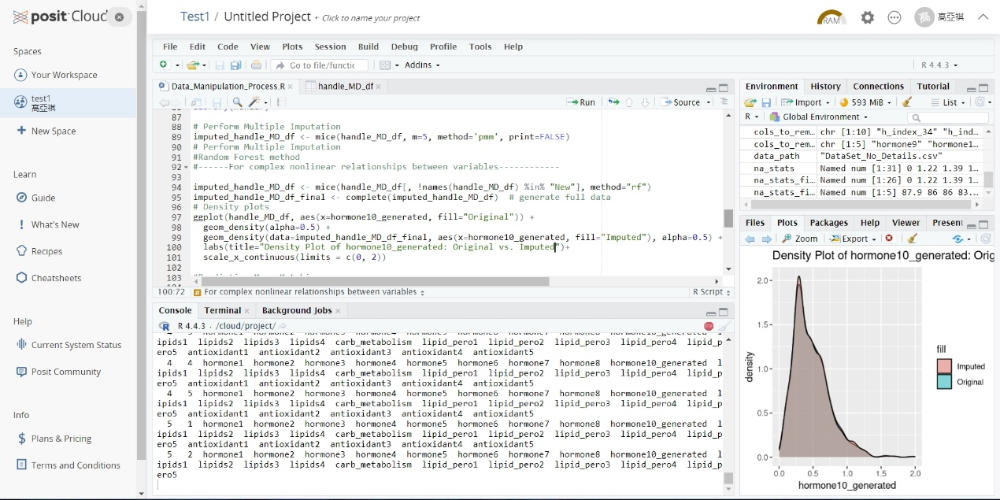 posit Cloud
Test1 / Untitled Project
Click to name your project
RAM
高
高亞祺
Spaces
Your Workspace
test1
高亞祺
New Space
Learn
Guide
What's New
Recipes
Cheatsheets
Help
Current System Status
Posit Community
Info
Plans & Pricing
Terms and Conditions
File Edit Code View Plots Session Build Debug Profile Tools Help
Go to file/functic
Addins
R 4.4.3
Data_Manipulation_Process.R
handle_MD_df
Run
Source
87
88 # Perform Multiple Imputation
89 imputed_handle_MD_df <- mice(handle_MD_df, m=5, method='pmm', print=FALSE)
90 # Perform Multiple Imputation
91 #Random Forest method
92 #------For complex nonlinear relationships between variables------------
93
94 imputed_handle_MD_df <- mice(handle_MD_df[, !names(handle_MD_df) %in% "New"], method="rf")
95 imputed_handle_MD_df_final <- complete(imputed_handle_MD_df)  # generate full data
96 # Density plots
97 ggplot(handle_MD_df, aes(x=hormone10_generated, fill="Original")) +
98   geom_density(alpha=0.5) +
99   geom_density(data=imputed_handle_MD_df_final, aes(x=hormone10_generated, fill="Imputed"), alpha=0.5) +
100   labs(title="Density Plot of hormone10_generated: Original vs. Imputed")+
101   scale_x_continuous(limits = c(0, 2))
102
103
100:72 # For complex nonlinear relationships between variables
R Script
Console Terminal Background Jobs
R 4.4.3 · /cloud/project/
ipids1 lipids2 lipids3 lipids4 carb_metabolism lipid_pero1 lipid_pero2 lipid_pero3 lipid_pero4 lipid_p
ero5 antioxidant1 antioxidant2 antioxidant3 antioxidant4 antioxidant5
4 4 hormone1 hormone2 hormone3 hormone4 hormone5 hormone6 hormone7 hormone8 hormone10_generated l
ipids1 lipids2 lipids3 lipids4 carb_metabolism lipid_pero1 lipid_pero2 lipid_pero3 lipid_pero4 lipid_p
ero5 antioxidant1 antioxidant2 antioxidant3 antioxidant4 antioxidant5
4 5 hormone1 hormone2 hormone3 hormone4 hormone5 hormone6 hormone7 hormone8 hormone10_generated l
ipids1 lipids2 lipids3 lipids4 carb_metabolism lipid_pero1 lipid_pero2 lipid_pero3 lipid_pero4 lipid_p
ero5 antioxidant1 antioxidant2 antioxidant3 antioxidant4 antioxidant5
5 1 hormone1 hormone2 hormone3 hormone4 hormone5 hormone6 hormone7 hormone8 hormone10_generated l
ipids1 lipids2 lipids3 lipids4 carb_metabolism lipid_pero1 lipid_pero2 lipid_pero3 lipid_pero4 lipid_p
ero5 antioxidant1 antioxidant2 antioxidant3 antioxidant4 antioxidant5
5 2 hormone1 hormone2 hormone3 hormone4 hormone5 hormone6 hormone7 hormone8 hormone10_generated l
ipids1 lipids2 lipids3 lipids4 carb_metabolism lipid_pero1 lipid_pero2 lipid_pero3 lipid_pero4 lipid_p
ero5
Environment History Connections Tutorial
Import 593 MiB List
R Global Environment
cols_to_rem… chr [1:10] "h_index_34" "h_ind…
cols_to_rem… chr [1:5] "hormone9" "hormone1…
data_path "DataSet_No_Details.csv"
na_stats Named num [1:31] 0 1.22 1.39 1…
na_stats_fi… Named num [1:26] 0 1.22 1.39 1…
na_stats_fi… Named num [1:5] 87.9 86 86 83.…
Files Plots Packages Help Viewer Present
Zoom Export
Density Plot of hormone10_generated: Orig
2.0
1.5
1.0
0.5
0.0
density
0.0 0.5 1.0 1.5 2.0
hormone10_generated
fill
Imputed
Original